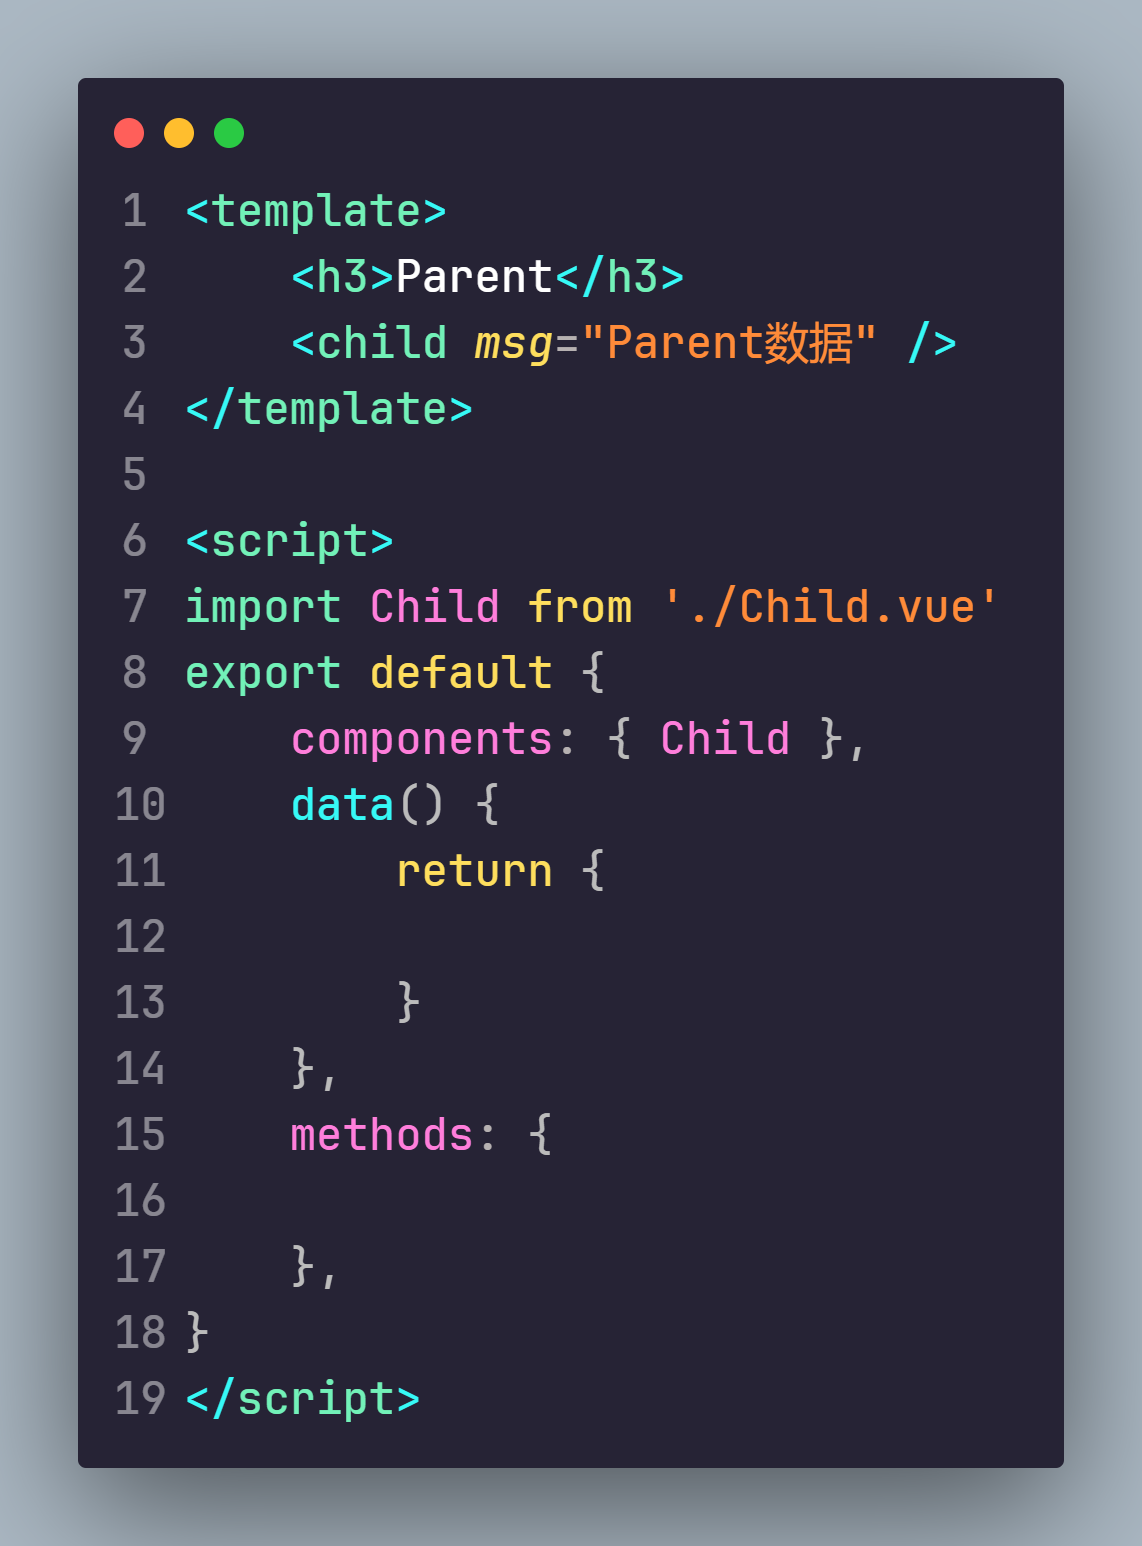 1 <template>
2     <h3>Parent</h3>
3     <child msg="Parent数据" />
4 </template>
5
6 <script>
7 import Child from './Child.vue'
8 export default {
9     components: { Child },
10     data() {
11         return {
12
13         }
14     },
15     methods: {
16
17     },
18 }
19 </script>